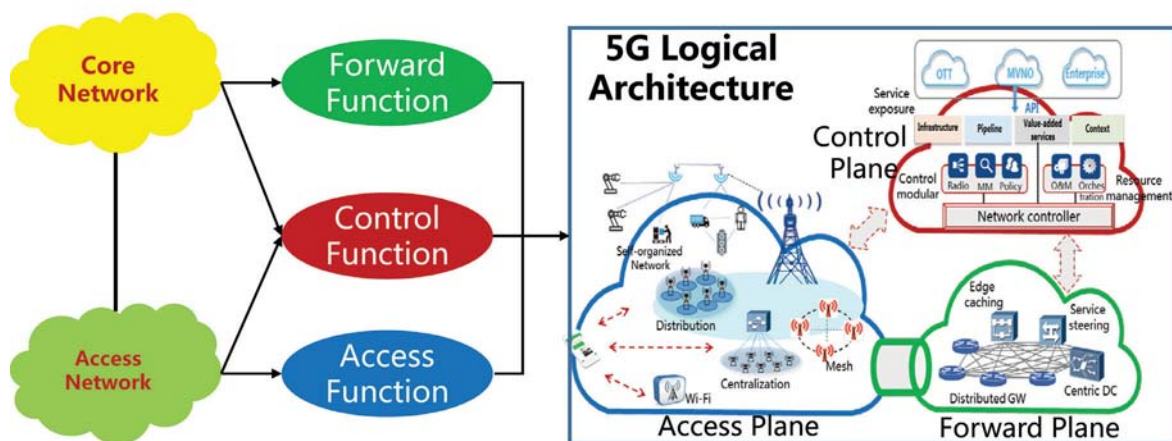 Core
Network
Access
Network
Forward
Function
Control
Function
Access
Function
5G Logical
Architecture
OTT
MVNO
Enterprise
Service
exposure
API
Infrastructure
Pipeline
Value-added
services
Context
Control
Plane
Control
modular
Radio
MM
Policy
O&M
Orches
tration
Resource
management
Network controller
Self-organized
Network
Distribution
Centralization
Mesh
Wi-Fi
Access Plane
Edge
caching
Service
steering
Distributed GW
Centric DC
Forward Plane